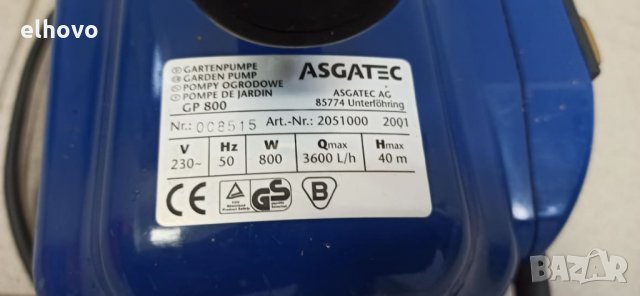 elhovo
GARTENPUMPE
GARDEN PUMP
POMPY OGRODOWE
POMPE DE JARDIN
GP 800
ASGATEC
ASGATEC AG
85774 Unterföhring
Nr.: 008515 Art.-Nr.: 2051000 2001
V Hz W Qmax Hmax
230~ 50 800 3600 L/h 40 m
CE GS B
BAZAR